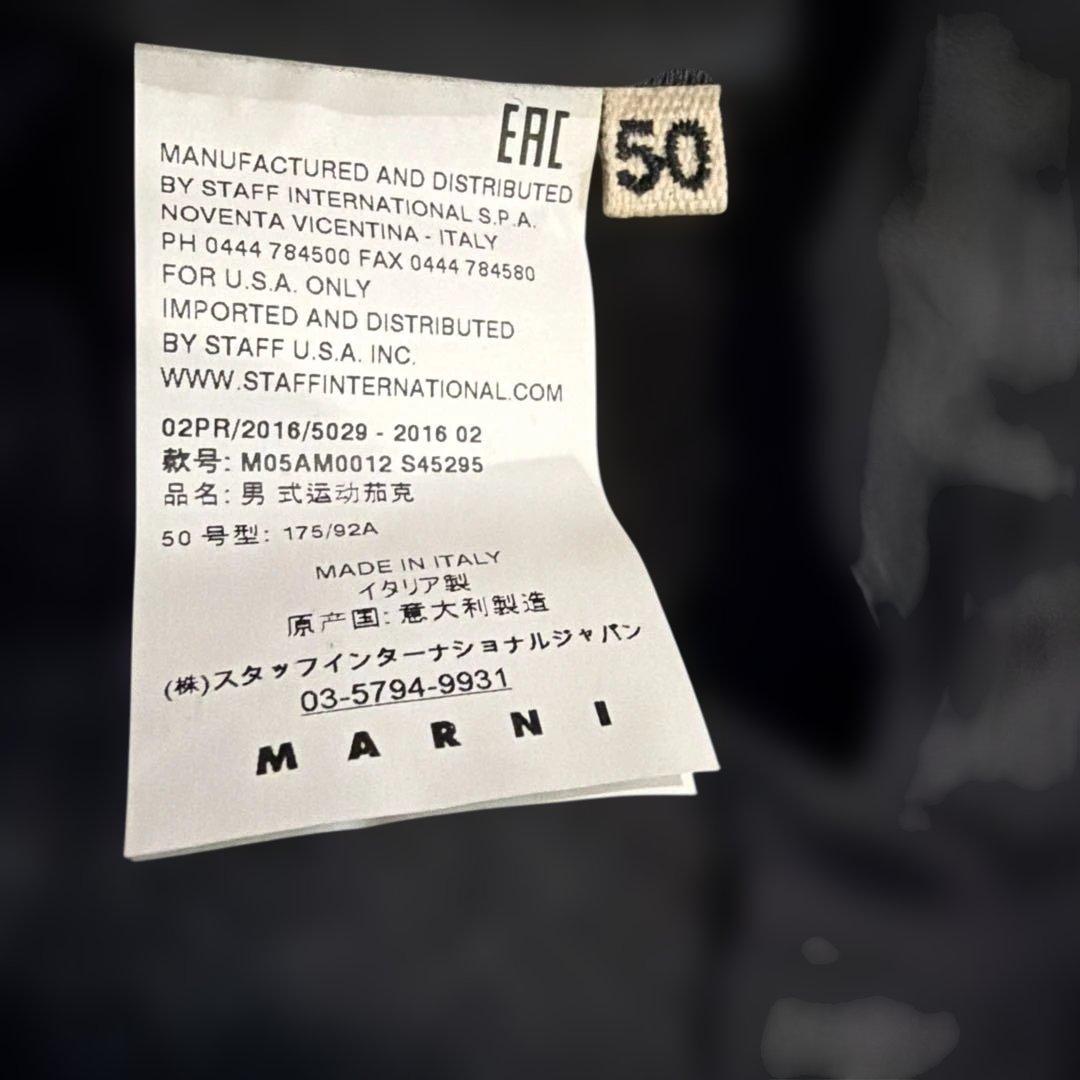 EAC
50
MANUFACTURED AND DISTRIBUTED
BY STAFF INTERNATIONAL S.P.A.
NOVENTA VICENTINA - ITALY
PH 0444 784500 FAX 0444 784580
FOR U.S.A. ONLY
IMPORTED AND DISTRIBUTED
BY STAFF U.S.A. INC.
WWW.STAFFINTERNATIONAL.COM
02PR/2016/5029 - 2016 02
款号: M05AM0012 S45295
品名: 男 式运动茄克
50 号型: 175/92A
MADE IN ITALY
イタリア製
原产国: 意大利製造
(株)スタッフインターナショナルジャパン
03-5794-9931
MARNI